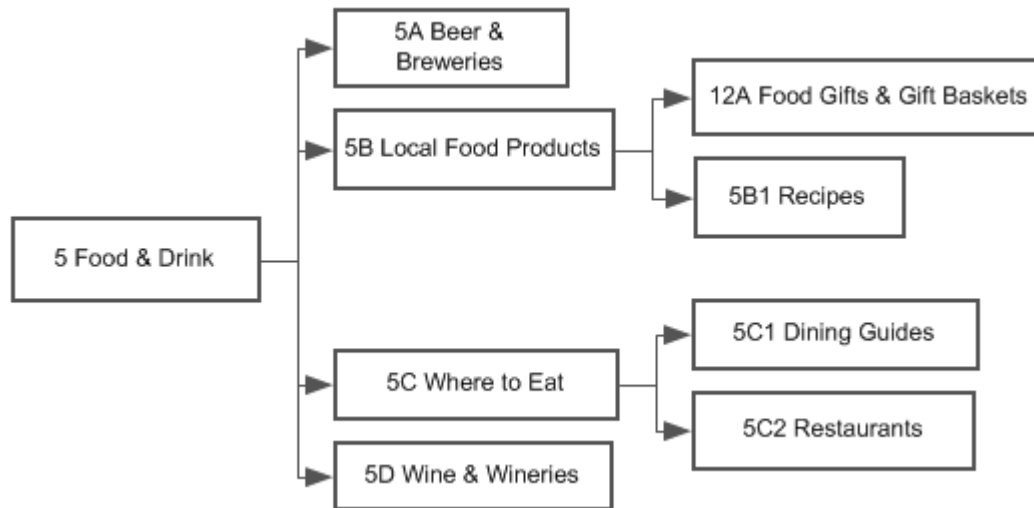 5A Beer &
Breweries
12A Food Gifts & Gift Baskets
5B Local Food Products
5B1 Recipes
5 Food & Drink
5C1 Dining Guides
5C Where to Eat
5C2 Restaurants
5D Wine & Wineries